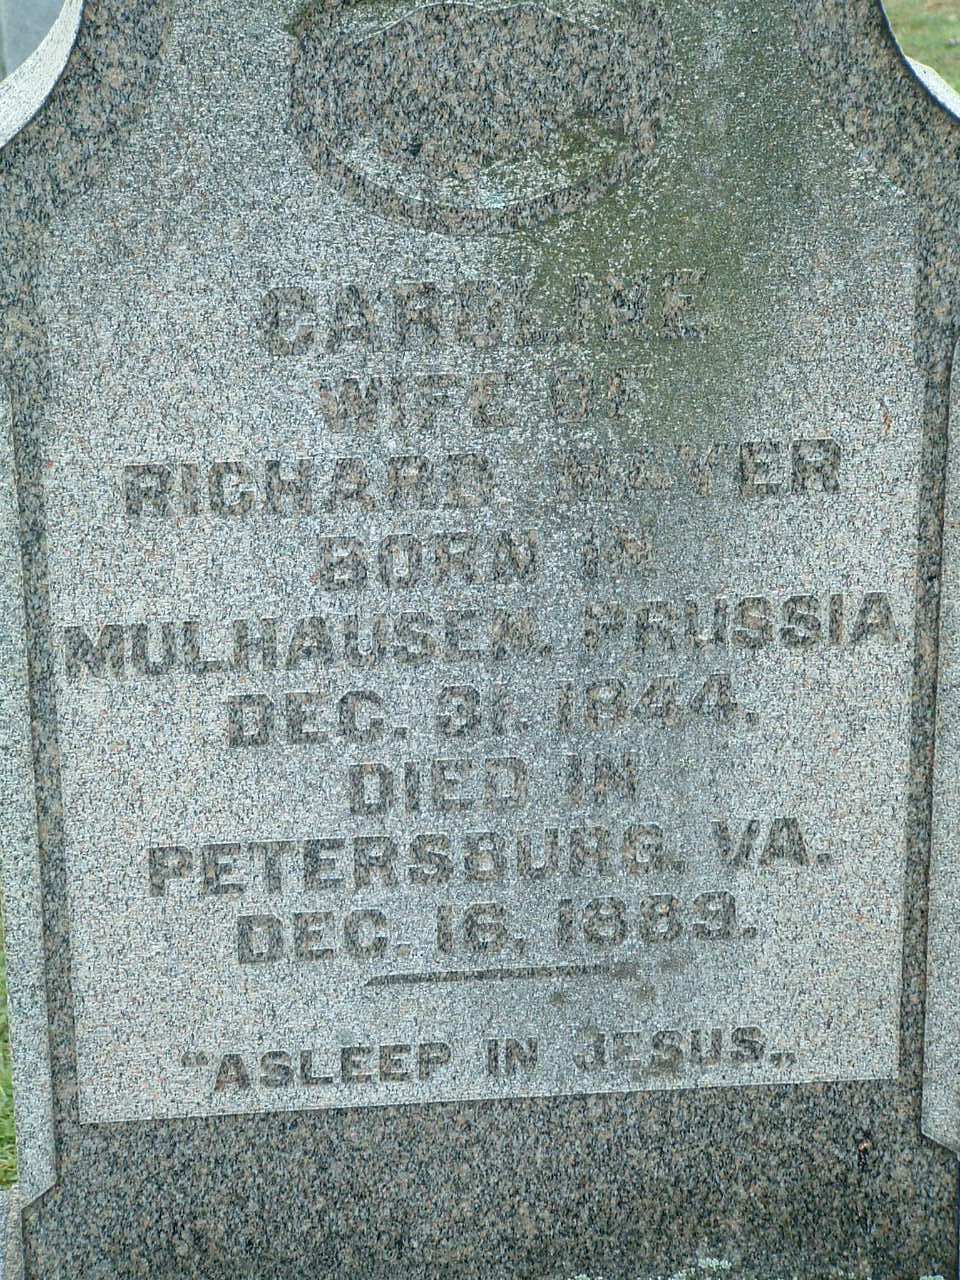 CAROLINE
WIFE OF
RICHARD MAYER
BORN IN
MULHAUSEN, PRUSSIA
DEC. 31. 1844.
DIED IN
PETERSBURG, VA.
DEC. 16, 1889.
"ASLEEP IN JESUS"